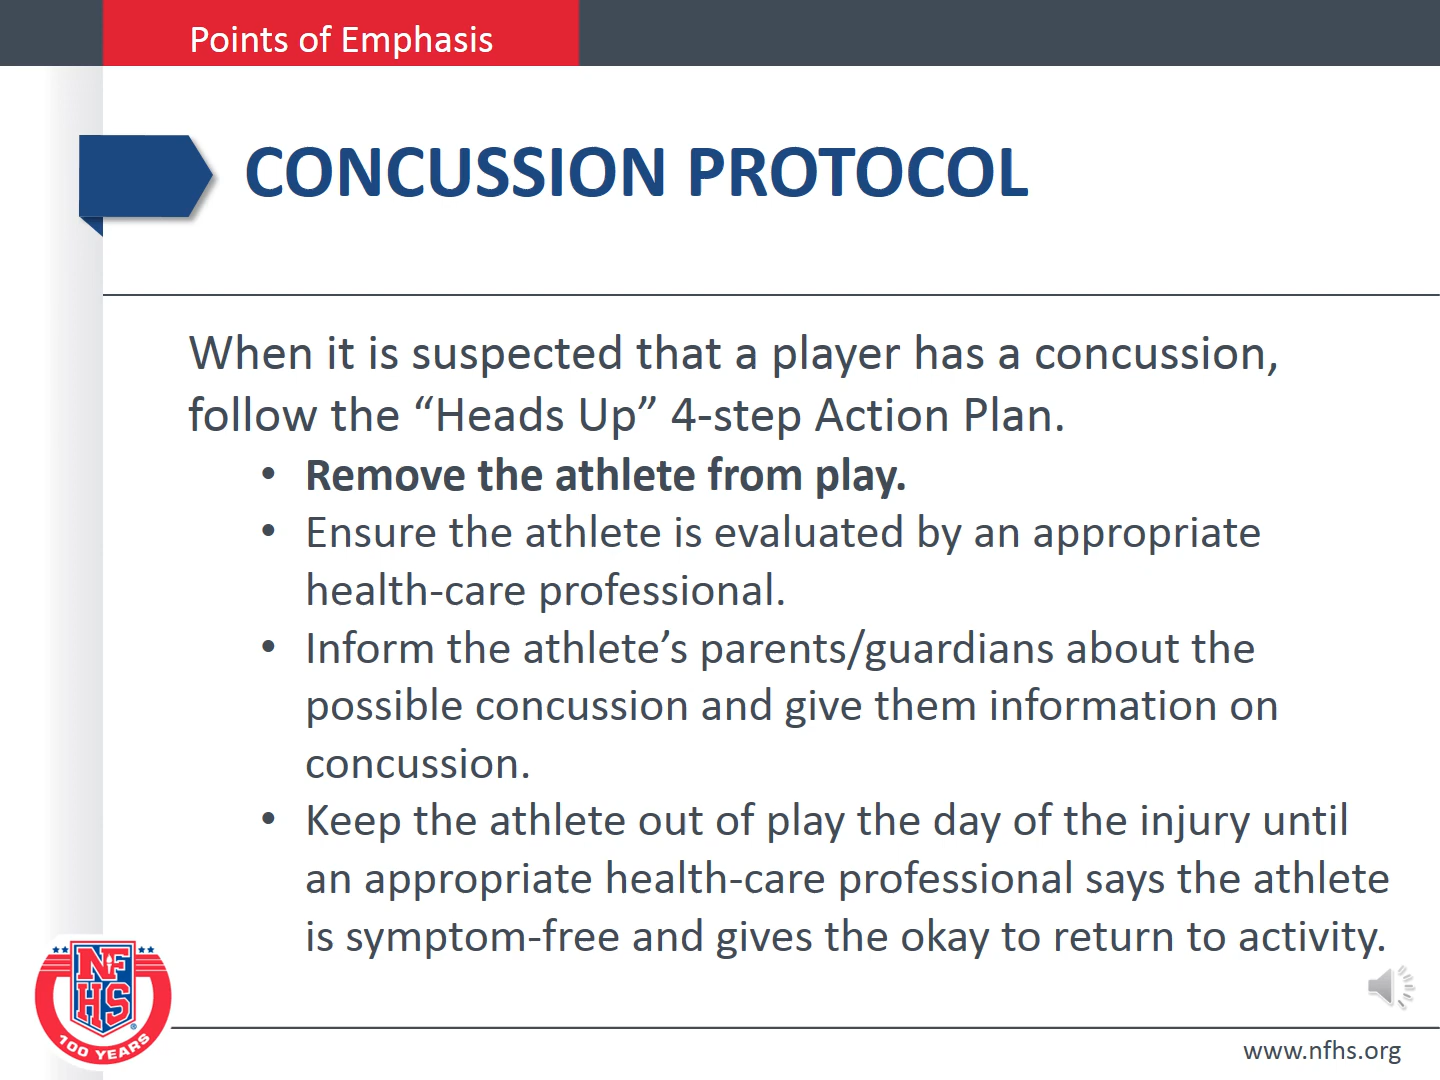 Points of Emphasis
CONCUSSION PROTOCOL
When it is suspected that a player has a concussion,
follow the “Heads Up” 4-step Action Plan.
• Remove the athlete from play.
• Ensure the athlete is evaluated by an appropriate
health-care professional.
• Inform the athlete’s parents/guardians about the
possible concussion and give them information on
concussion.
• Keep the athlete out of play the day of the injury until
an appropriate health-care professional says the athlete
is symptom-free and gives the okay to return to activity.
NF
HS®
100 YEARS
www.nfhs.org